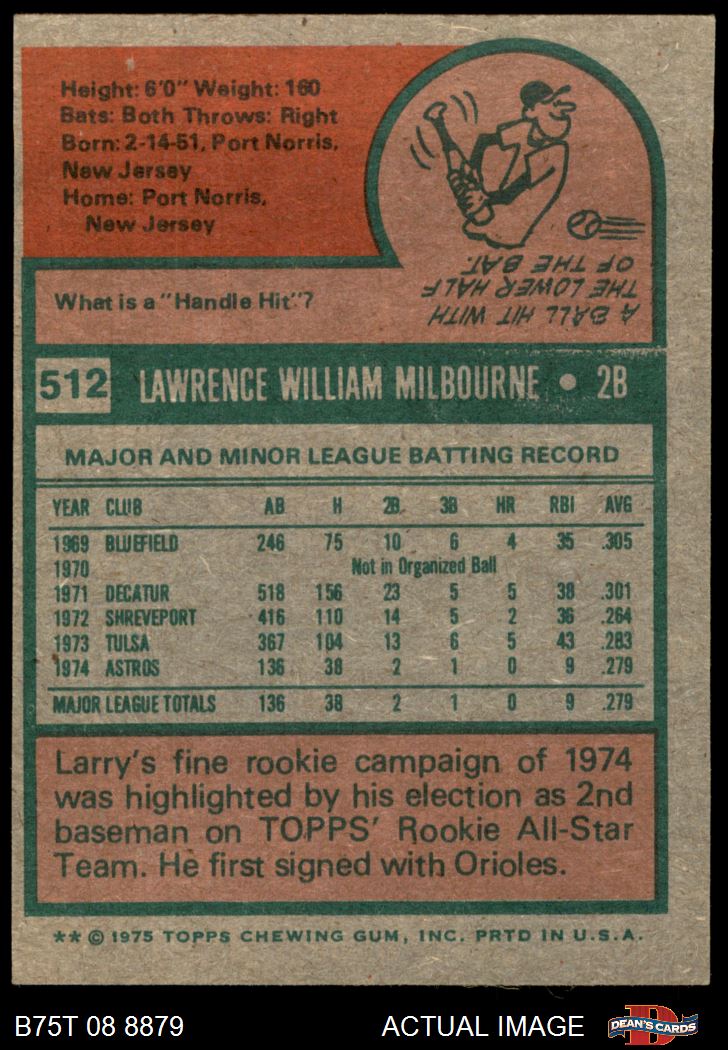 Height: 6'0" Weight: 160
Bats: Both Throws: Right
Born: 2-14-51, Port Norris,
New Jersey
Home: Port Norris,
New Jersey
What is a "Handle Hit"?
A BALL HIT WITH
THE LOWER HALF
OF THE BAT.
512 LAWRENCE WILLIAM MILBOURNE • 2B
MAJOR AND MINOR LEAGUE BATTING RECORD
YEAR CLUB AB H 2B 3B HR RBI AVG
1969 BLUEFIELD 246 75 10 6 4 35 .305
1970 Not in Organized Ball
1971 DECATUR 518 156 23 5 5 38 .301
1972 SHREVEPORT 416 110 14 5 2 36 .264
1973 TULSA 367 104 13 6 5 43 .283
1974 ASTROS 136 38 2 1 0 9 .279
MAJOR LEAGUE TOTALS 136 38 2 1 0 9 .279
Larry's fine rookie campaign of 1974
was highlighted by his election as 2nd
baseman on TOPPS' Rookie All-Star
Team. He first signed with Orioles.
** © 1975 TOPPS CHEWING GUM, INC. PRTD IN U.S.A.
B75T 08 8879 ACTUAL IMAGE DEAN'S CARDS